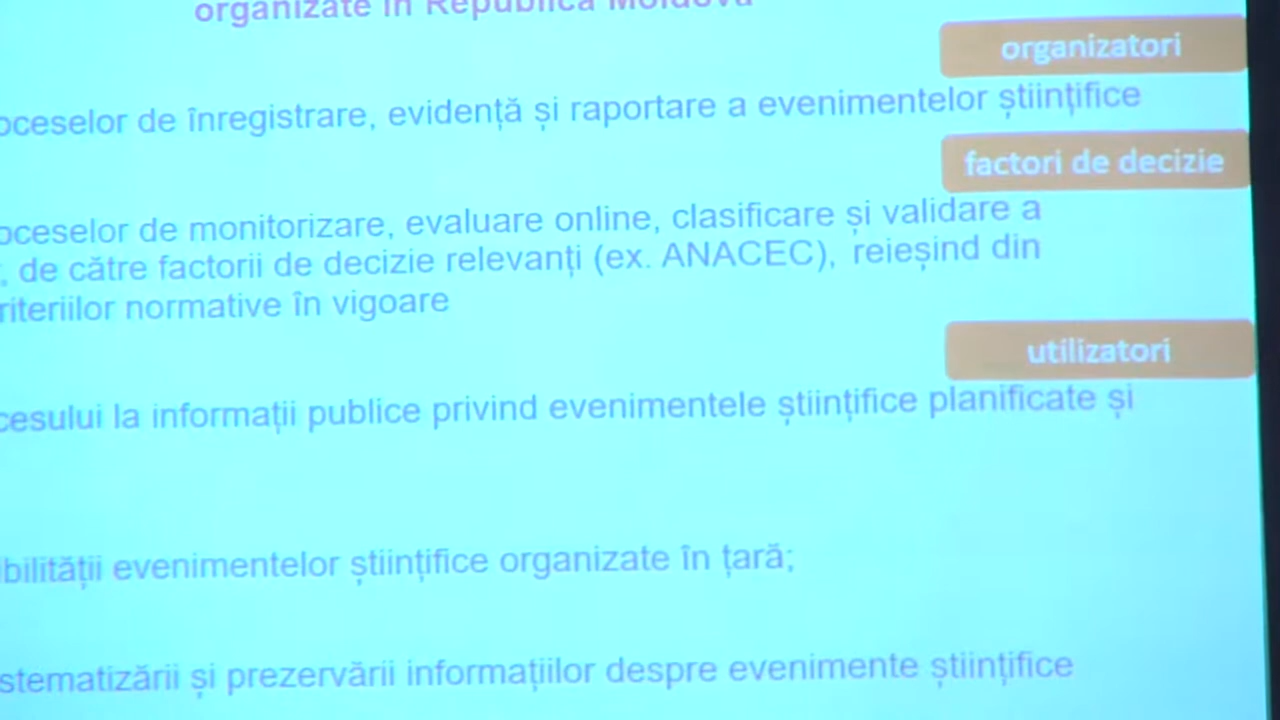 organizate în Republica Moldova
organizatori
oceselor de înregistrare, evidență și raportare a evenimentelor științifice
factori de decizie
oceselor de monitorizare, evaluare online, clasificare și validare a
, de către factorii de decizie relevanți (ex. ANACEC), reieșind din
riteriilor normative în vigoare
utilizatori
cesului la informații publice privind evenimentele științifice planificate și
ibilității evenimentelor științifice organizate în țară;
stematizării și prezervării informațiilor despre evenimente științifice